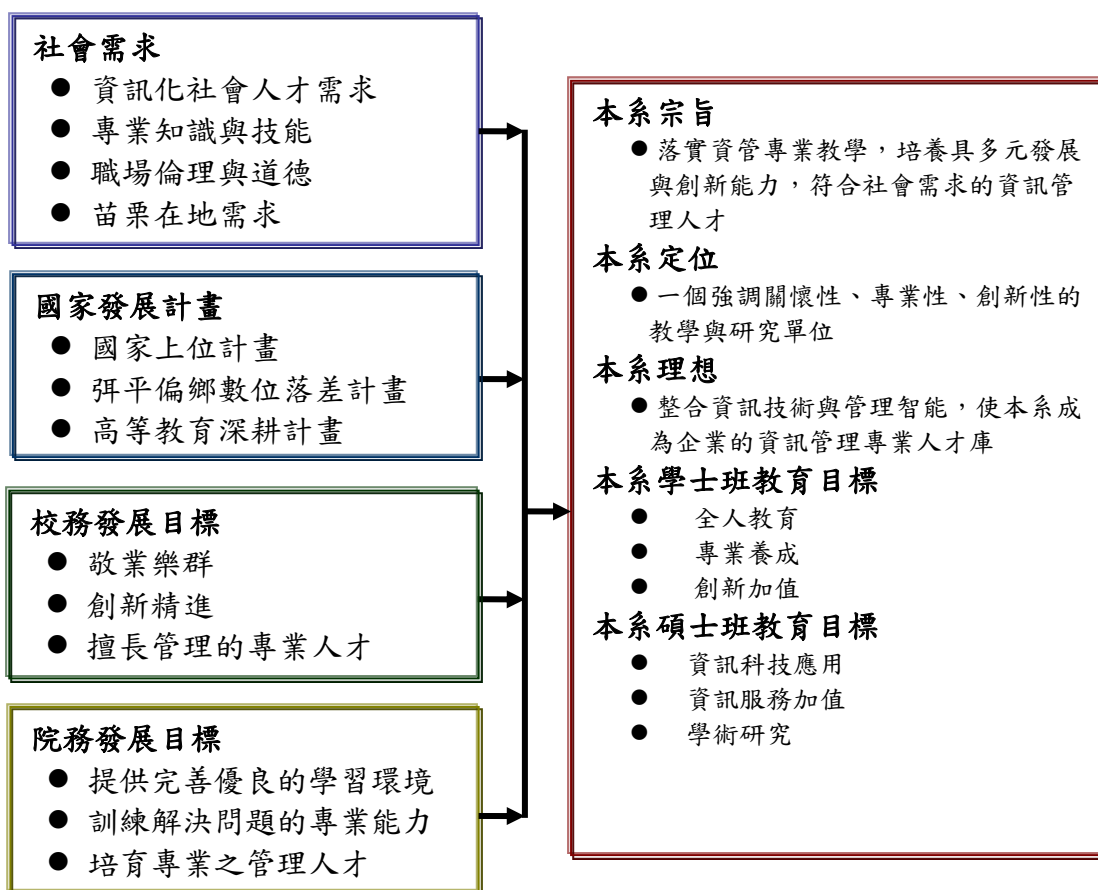 社會需求
● 資訊化社會人才需求
● 專業知識與技能
● 職場倫理與道德
● 苗栗在地需求
國家發展計畫
● 國家上位計畫
● 弭平偏鄉數位落差計畫
● 高等教育深耕計畫
校務發展目標
● 敬業樂群
● 創新精進
● 擅長管理的專業人才
院務發展目標
● 提供完善優良的學習環境
● 訓練解決問題的專業能力
● 培育專業之管理人才
本系宗旨
● 落實資管專業教學，培養具多元發展
與創新能力，符合社會需求的資訊管
理人才
本系定位
● 一個強調關懷性、專業性、創新性的
教學與研究單位
本系理想
● 整合資訊技術與管理智能，使本系成
為企業的資訊管理專業人才庫
本系學士班教育目標
● 全人教育
● 專業養成
● 創新加值
本系碩士班教育目標
● 資訊科技應用
● 資訊服務加值
● 學術研究